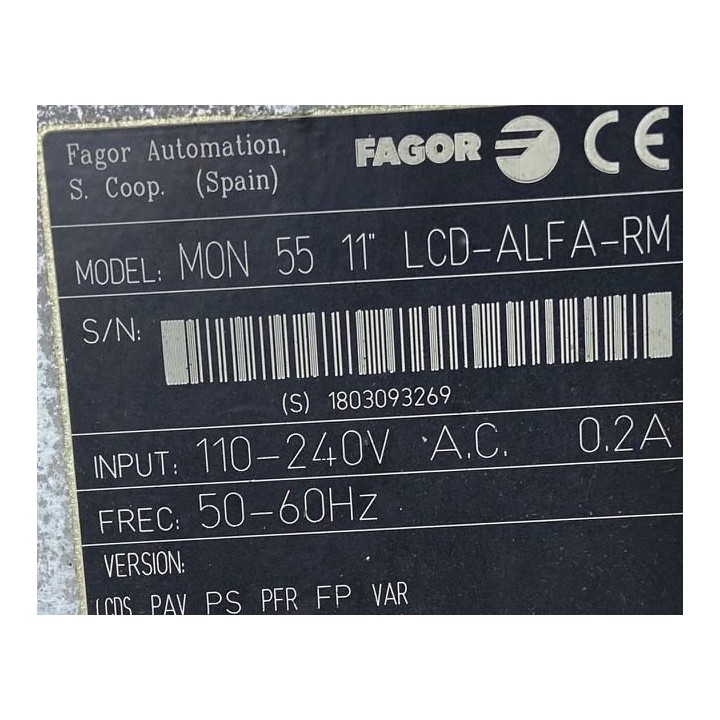 Fagor Automation,
S. Coop. (Spain)
FAGOR CE
MODEL: MON 55 11" LCD-ALFA-RM
S/N:
(S) 1803093269
INPUT: 110-240V A.C. 0.2A
FREC: 50-60Hz
VERSION:
LCDS PAV PS PFR FP VAR